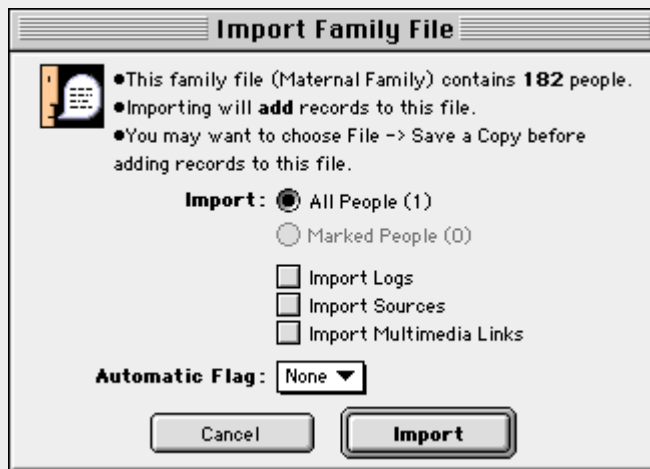 Import Family File
●This family file (Maternal Family) contains 182 people.
●Importing will add records to this file.
●You may want to choose File -> Save a Copy before
adding records to this file.
Import: All People (1)
Marked People (0)
Import Logs
Import Sources
Import Multimedia Links
Automatic Flag: None
Cancel Import